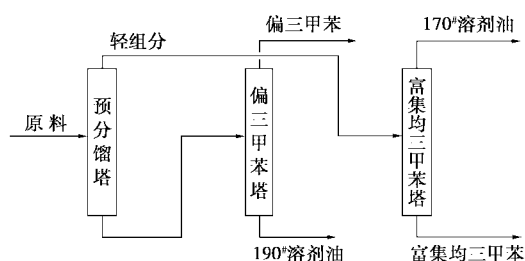 偏三甲苯
170#溶剂油
轻组分
原料
预分馏塔
偏三甲苯塔
富集均三甲苯塔
190#溶剂油
富集均三甲苯